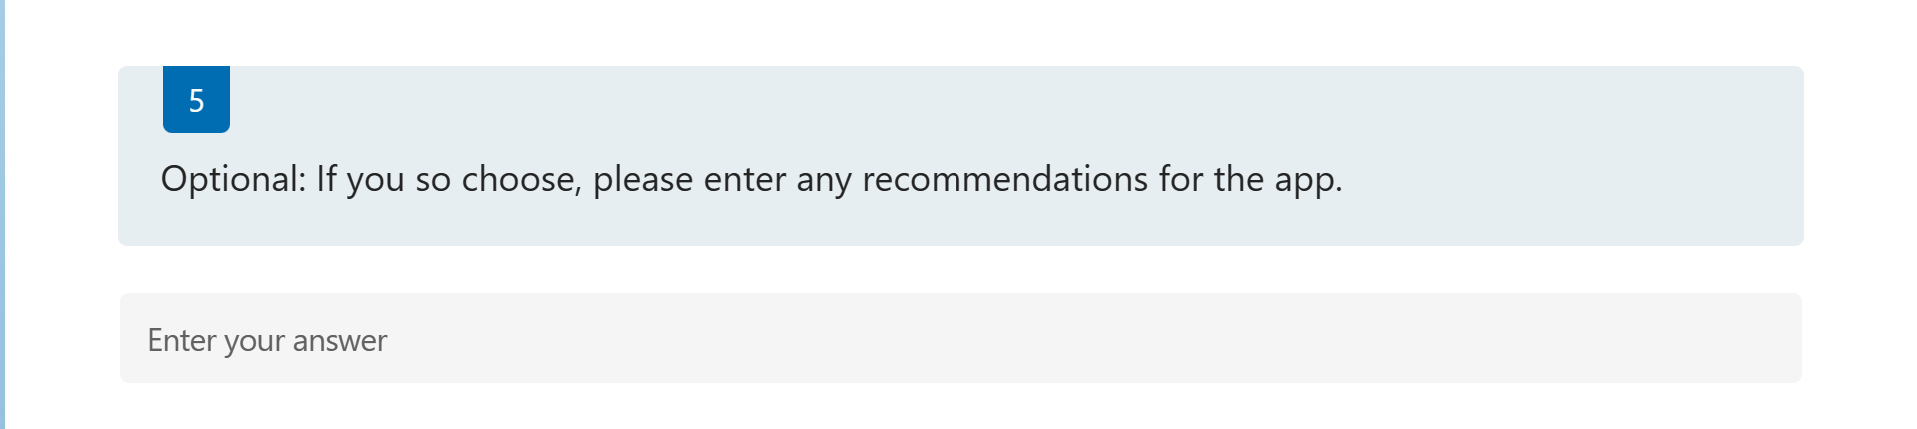 5
Optional: If you so choose, please enter any recommendations for the app.
Enter your answer